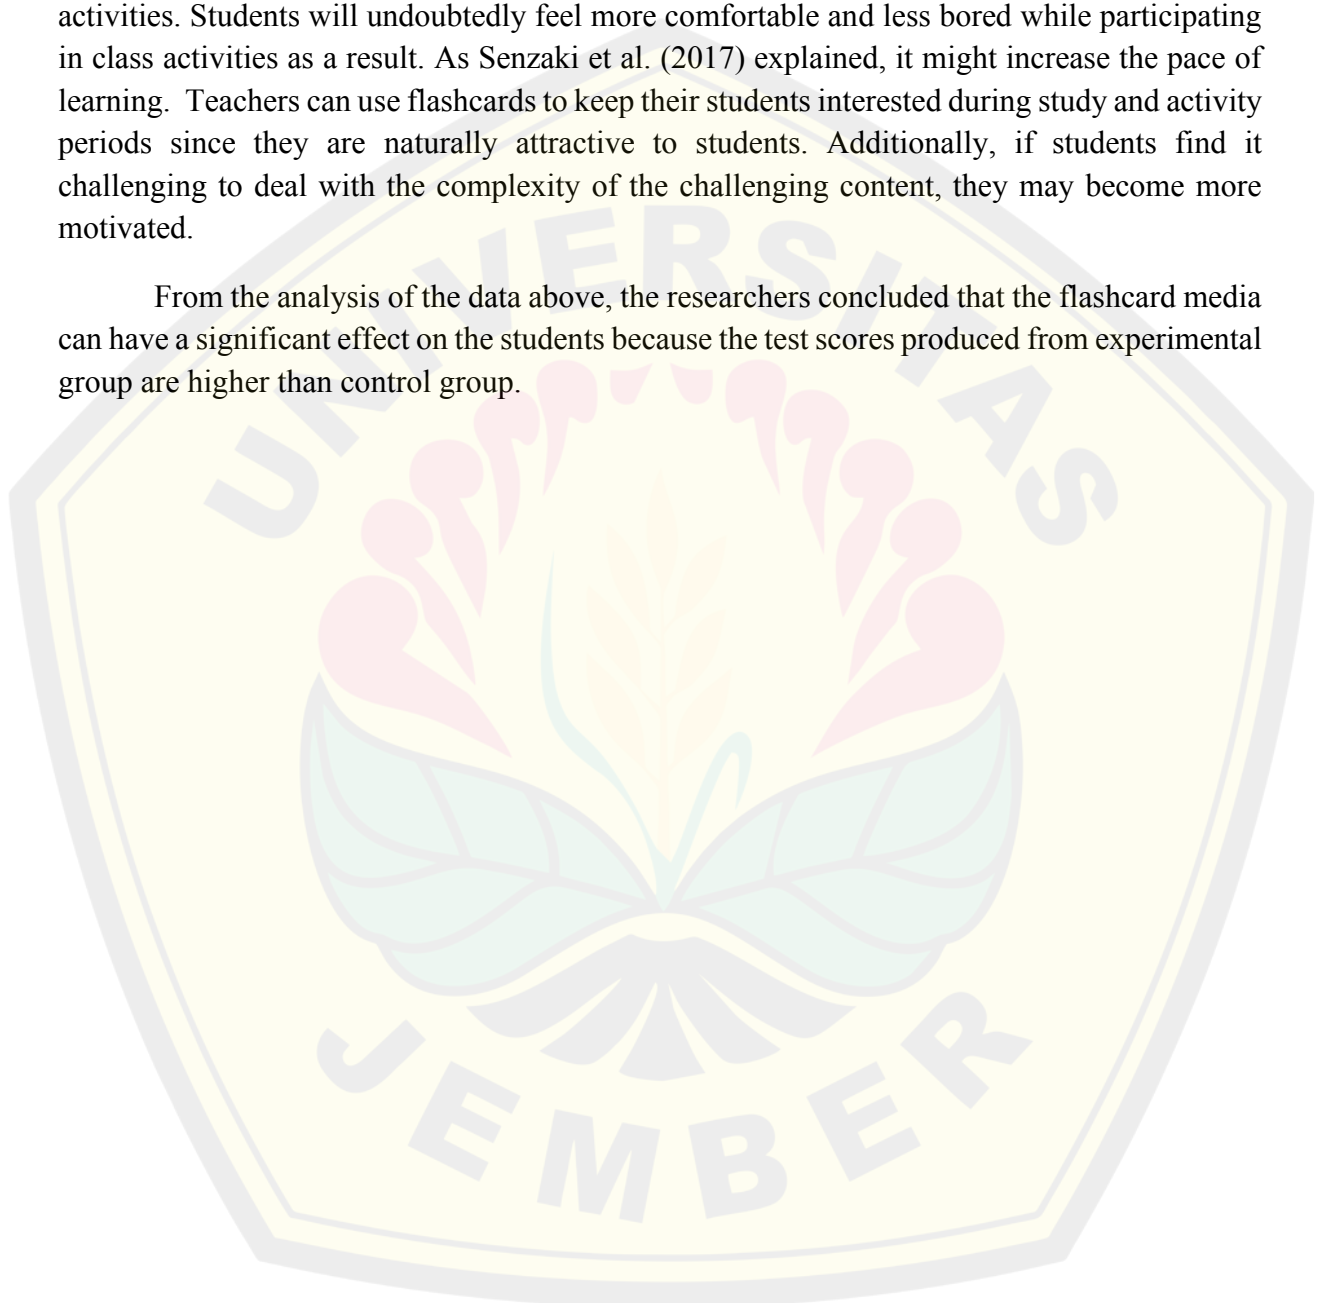 activities. Students will undoubtedly feel more comfortable and less bored while participating
in class activities as a result. As Senzaki et al. (2017) explained, it might increase the pace of
learning.  Teachers can use flashcards to keep their students interested during study and activity
periods since they are naturally attractive to students. Additionally, if students find it
challenging to deal with the complexity of the challenging content, they may become more
motivated.
From the analysis of the data above, the researchers concluded that the flashcard media
can have a significant effect on the students because the test scores produced from experimental
group are higher than control group.
UNIVERSITAS
JEMBER